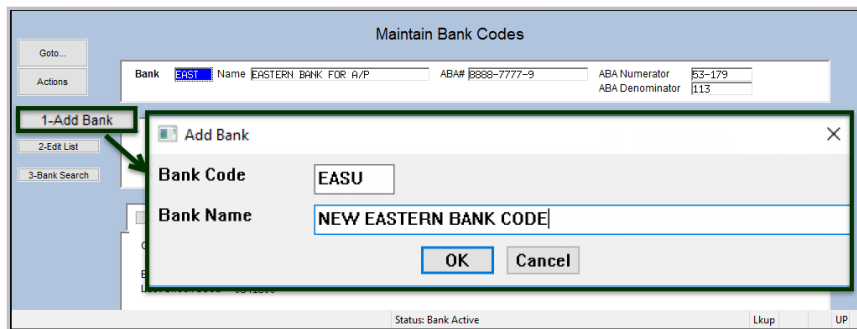 Maintain Bank Codes
Goto...
Actions
Bank EAST Name EASTERN BANK FOR A/P ABA# 8888-7777-9 ABA Numerator 53-179
ABA Denominator 113
1-Add Bank
2-Edit List
3-Bank Search
Add Bank
Bank Code EASU
Bank Name NEW EASTERN BANK CODE
OK Cancel
Status: Bank Active Lkup UP